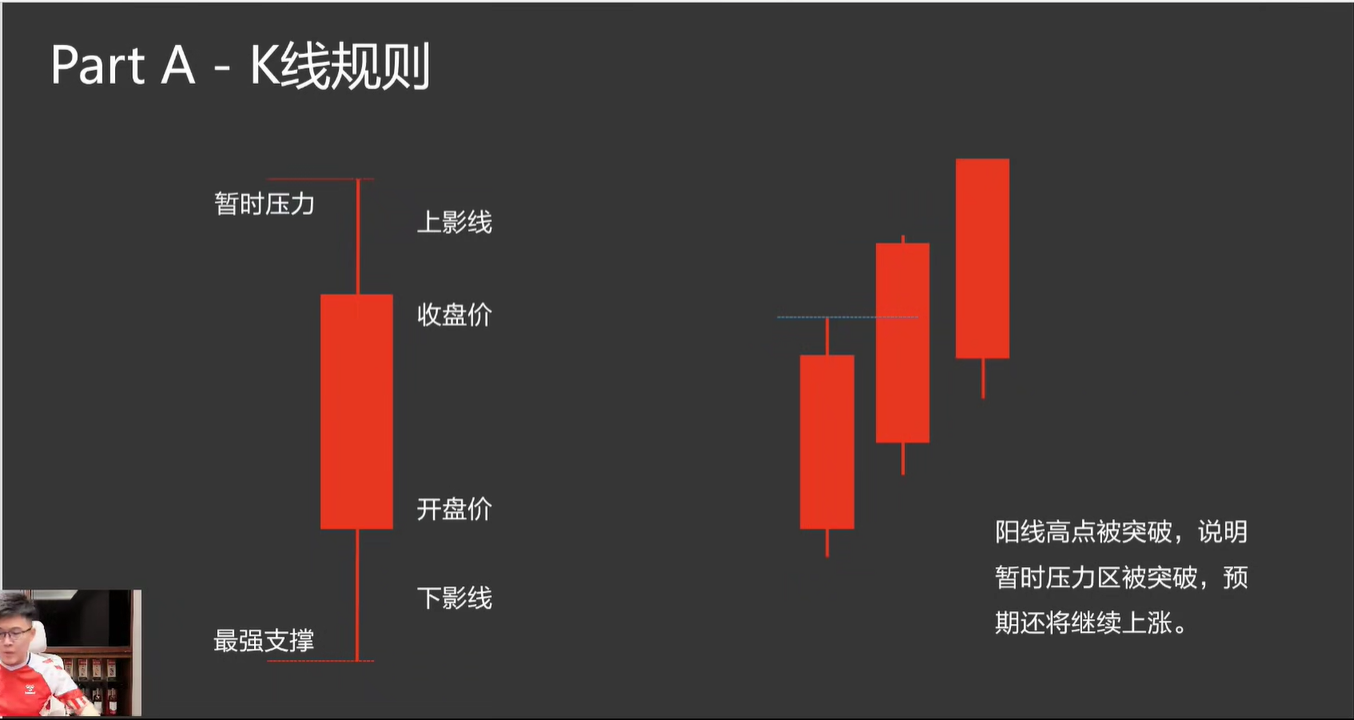 Part A - K线规则
暂时压力
上影线
收盘价
开盘价
下影线
最强支撑
阳线高点被突破，说明
暂时压力区被突破，预
期还将继续上涨。